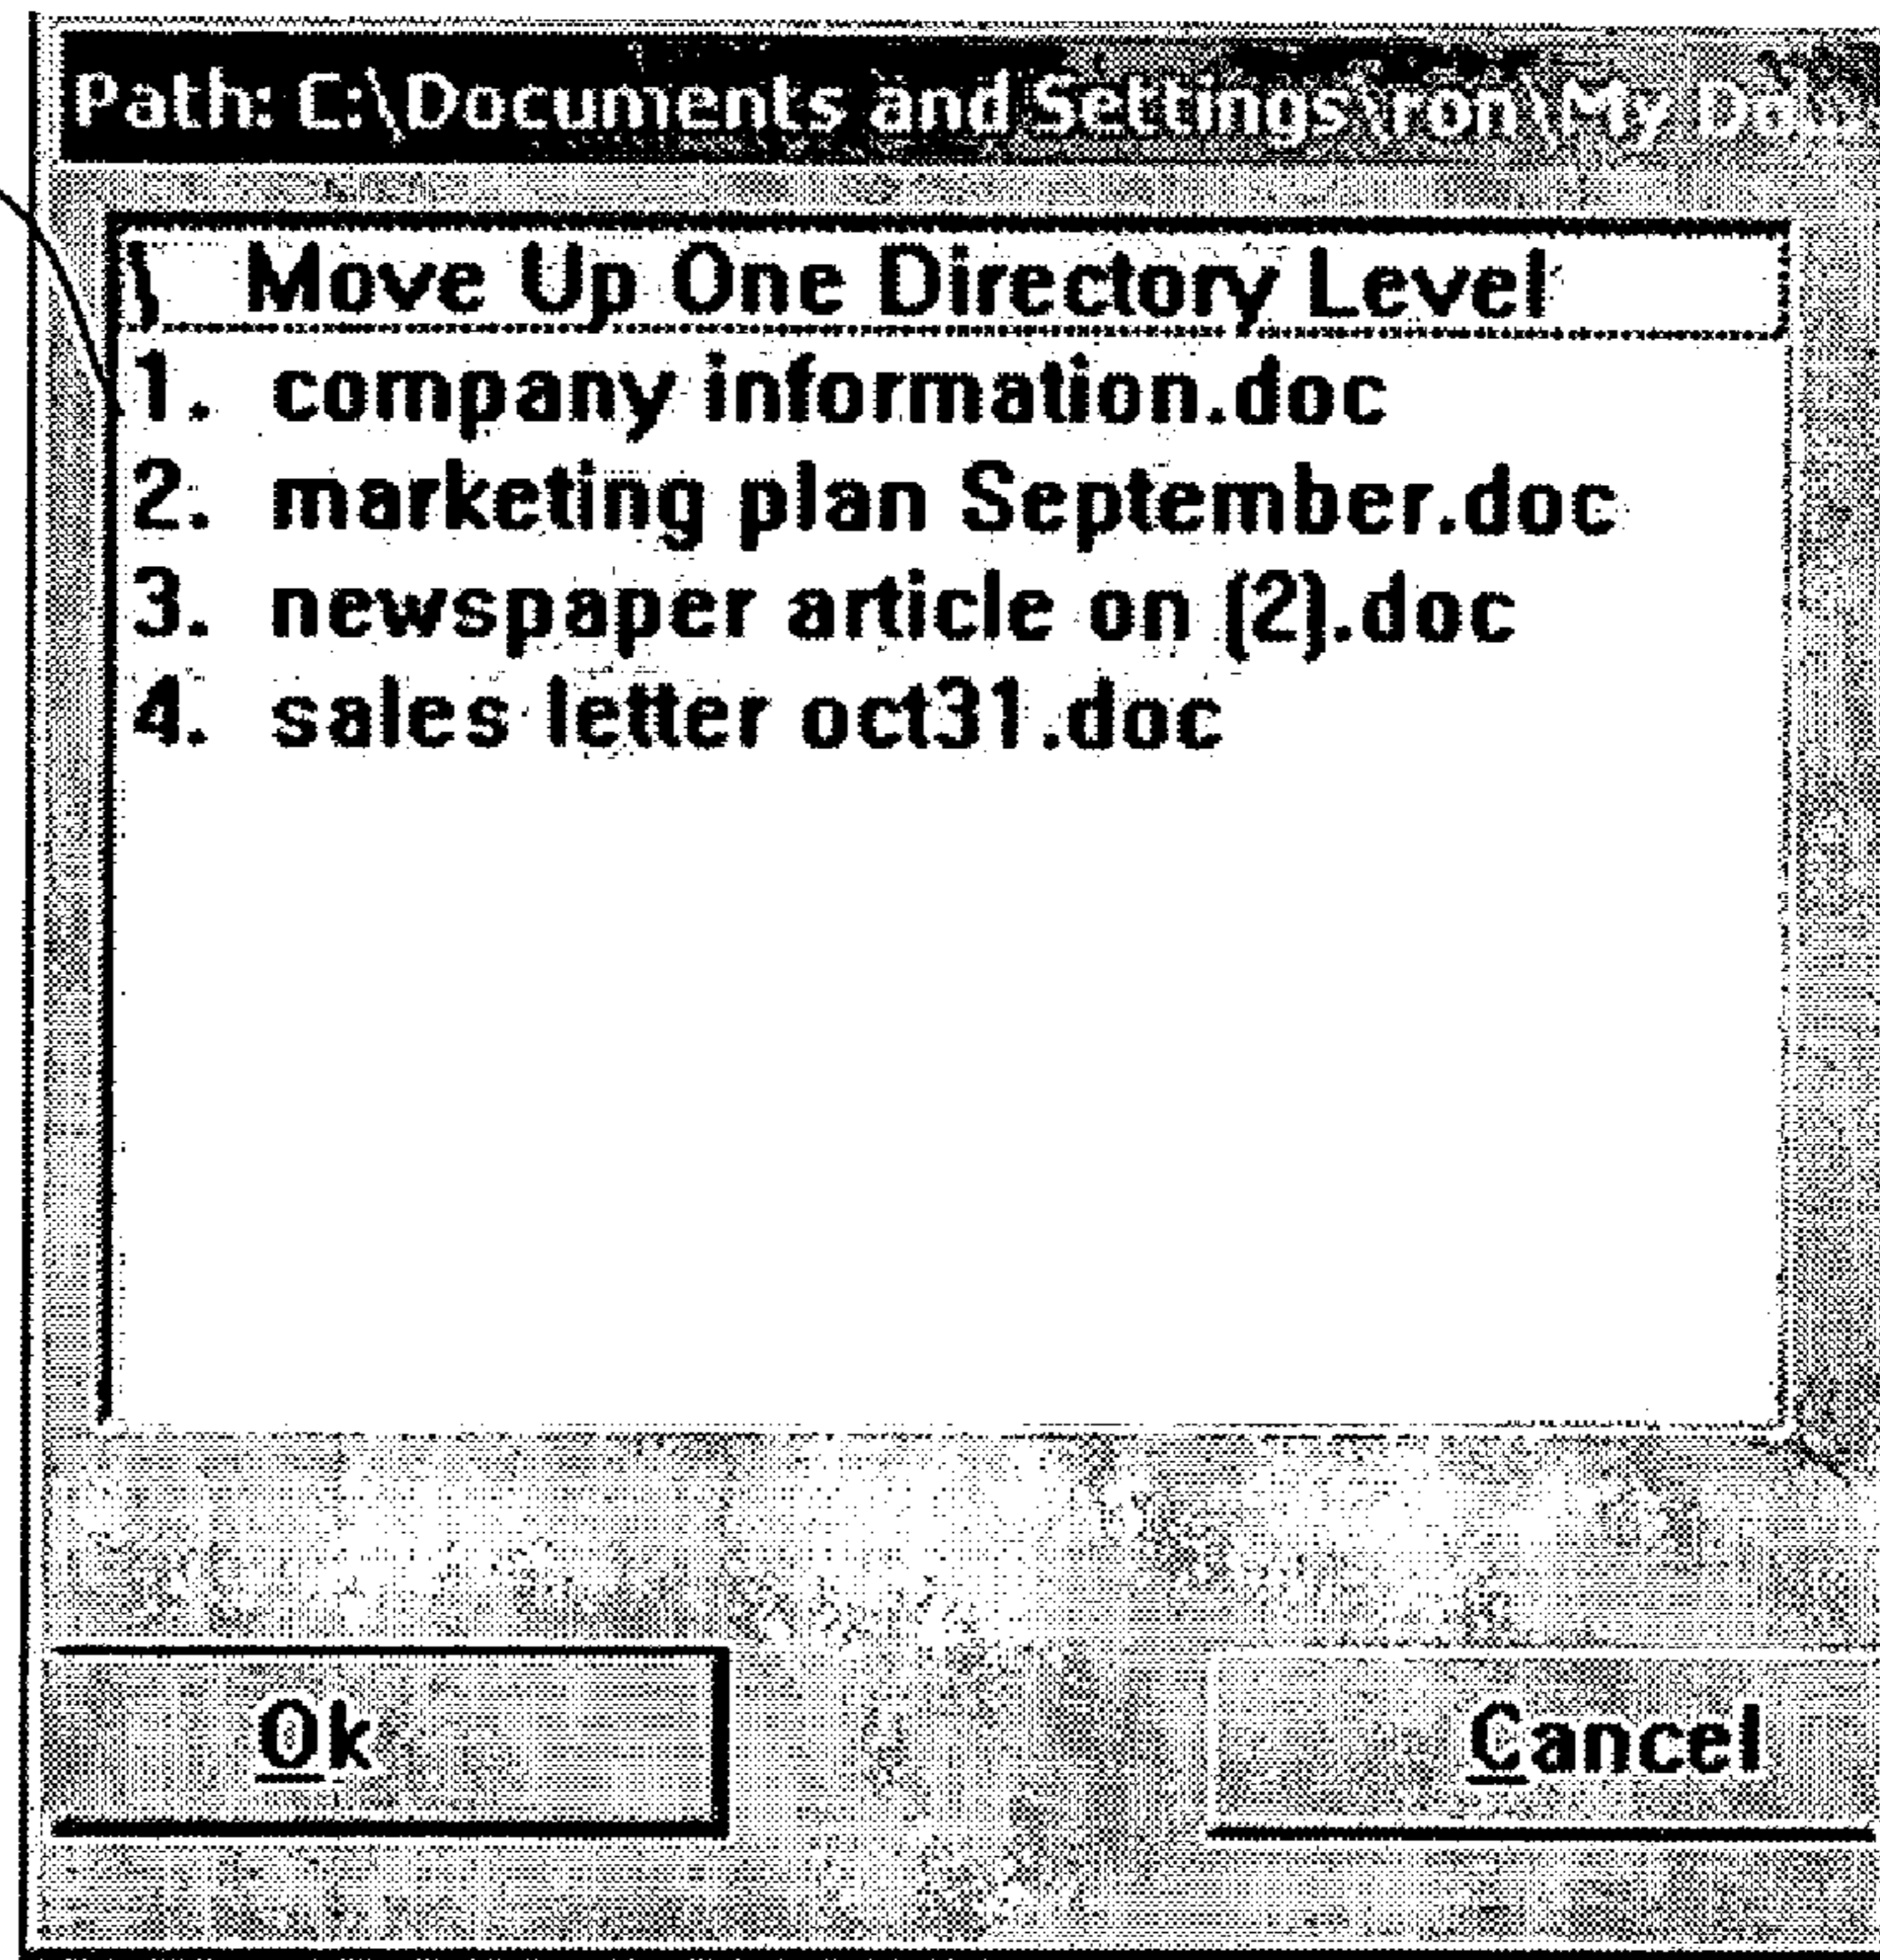 Path: C:\Documents and Settings\ron\My Do...
\ Move Up One Directory Level
1. company information.doc
2. marketing plan September.doc
3. newspaper article on (2).doc
4. sales letter oct31.doc
Ok
Cancel